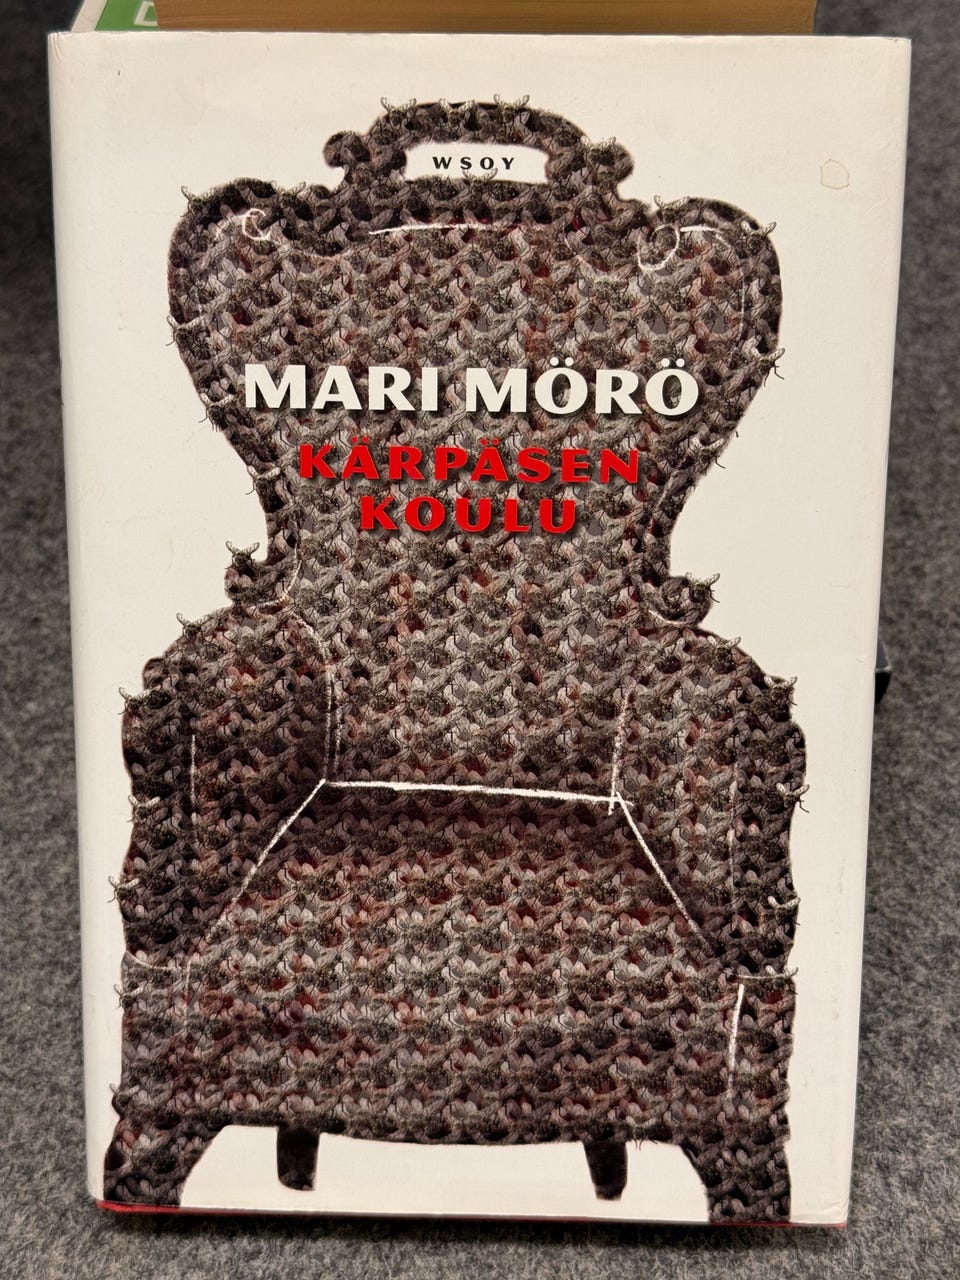 WSOY
MARI MÖRÖ
KÄRPÄSEN
KOULU